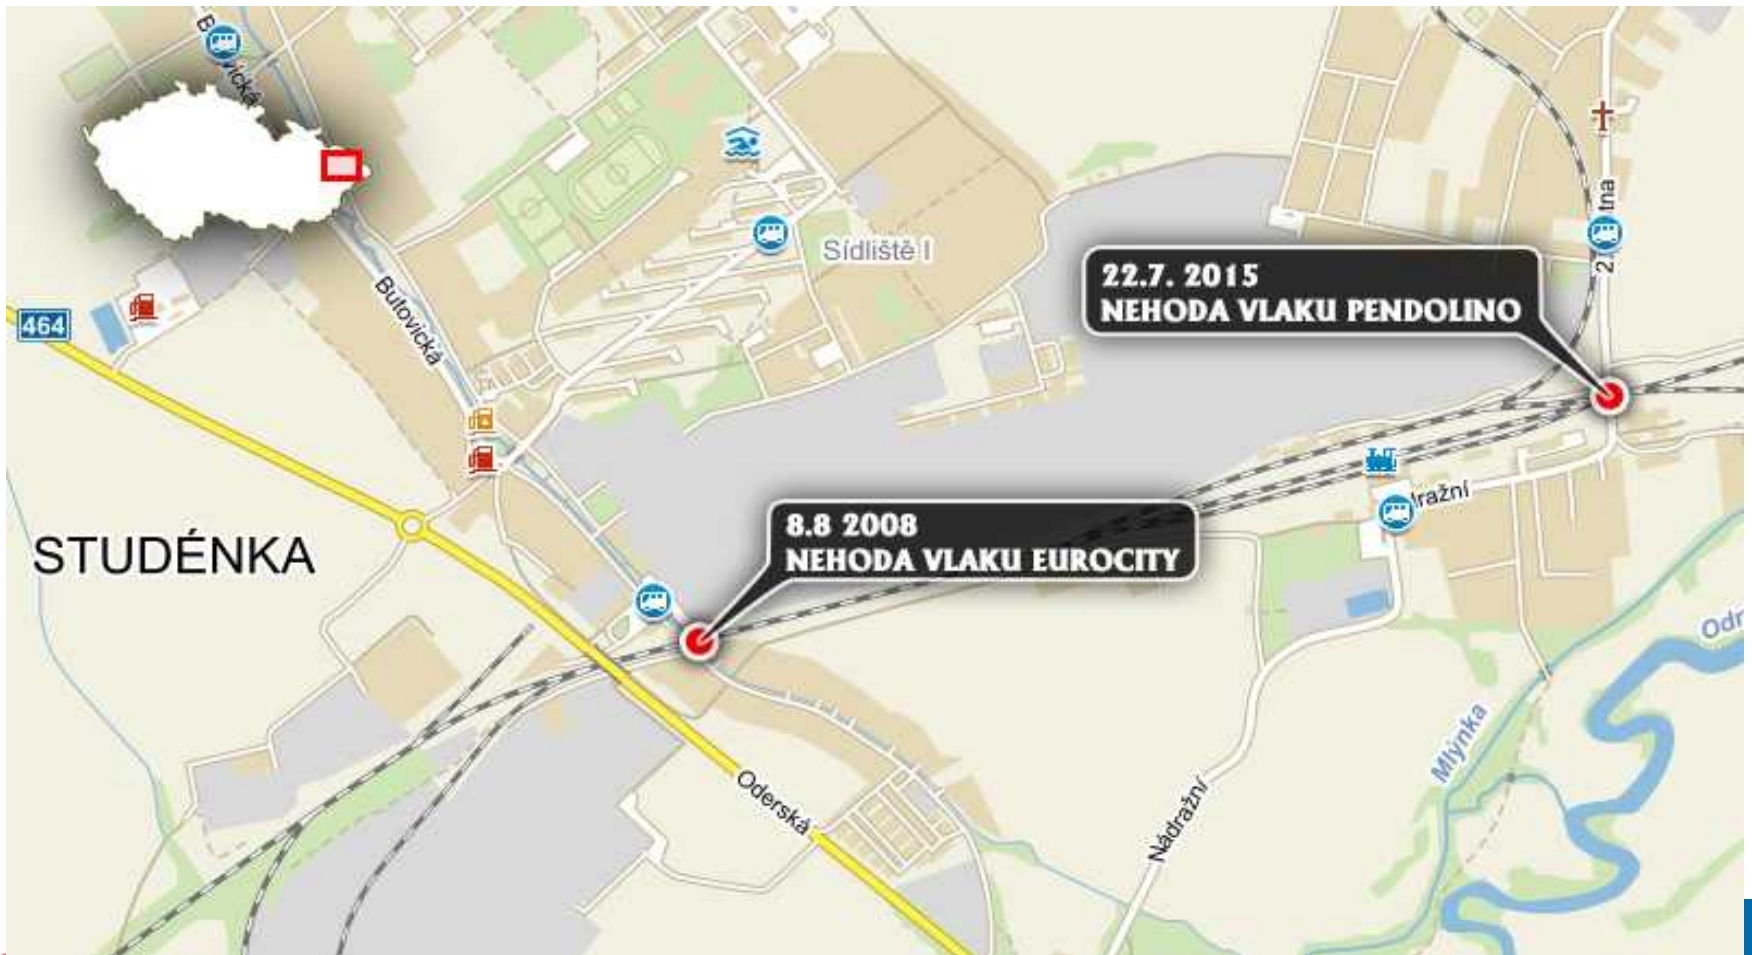 Butovická
464
Sídliště I
22.7. 2015
NEHODA VLAKU PENDOLINO
8.8 2008
NEHODA VLAKU EUROCITY
STUDÉNKA
Oderská
Nádražní
Mlýnka